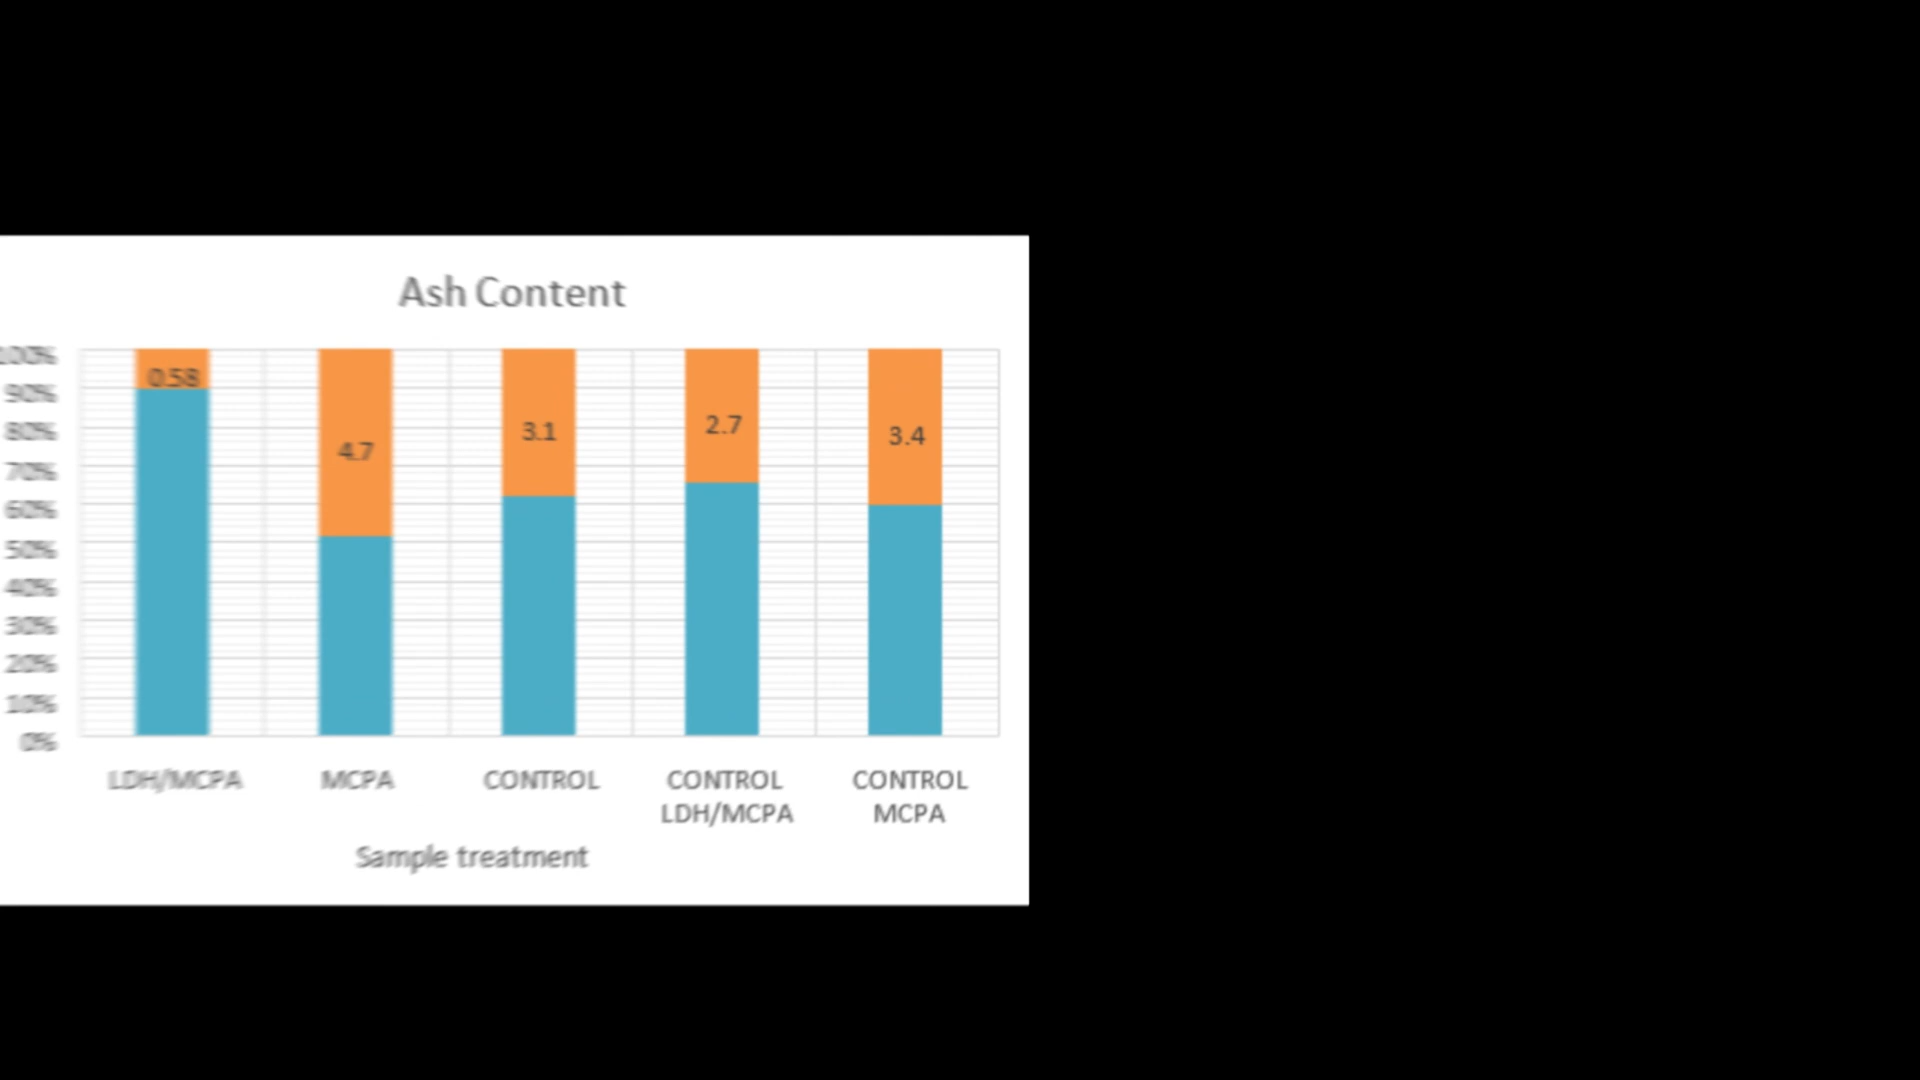 Ash Content
100%
90%
80%
70%
60%
50%
40%
30%
20%
10%
0%
0.58
4.7
3.1
2.7
3.4
LDH/MCPA
MCPA
CONTROL
CONTROL
LDH/MCPA
CONTROL
MCPA
Sample treatment